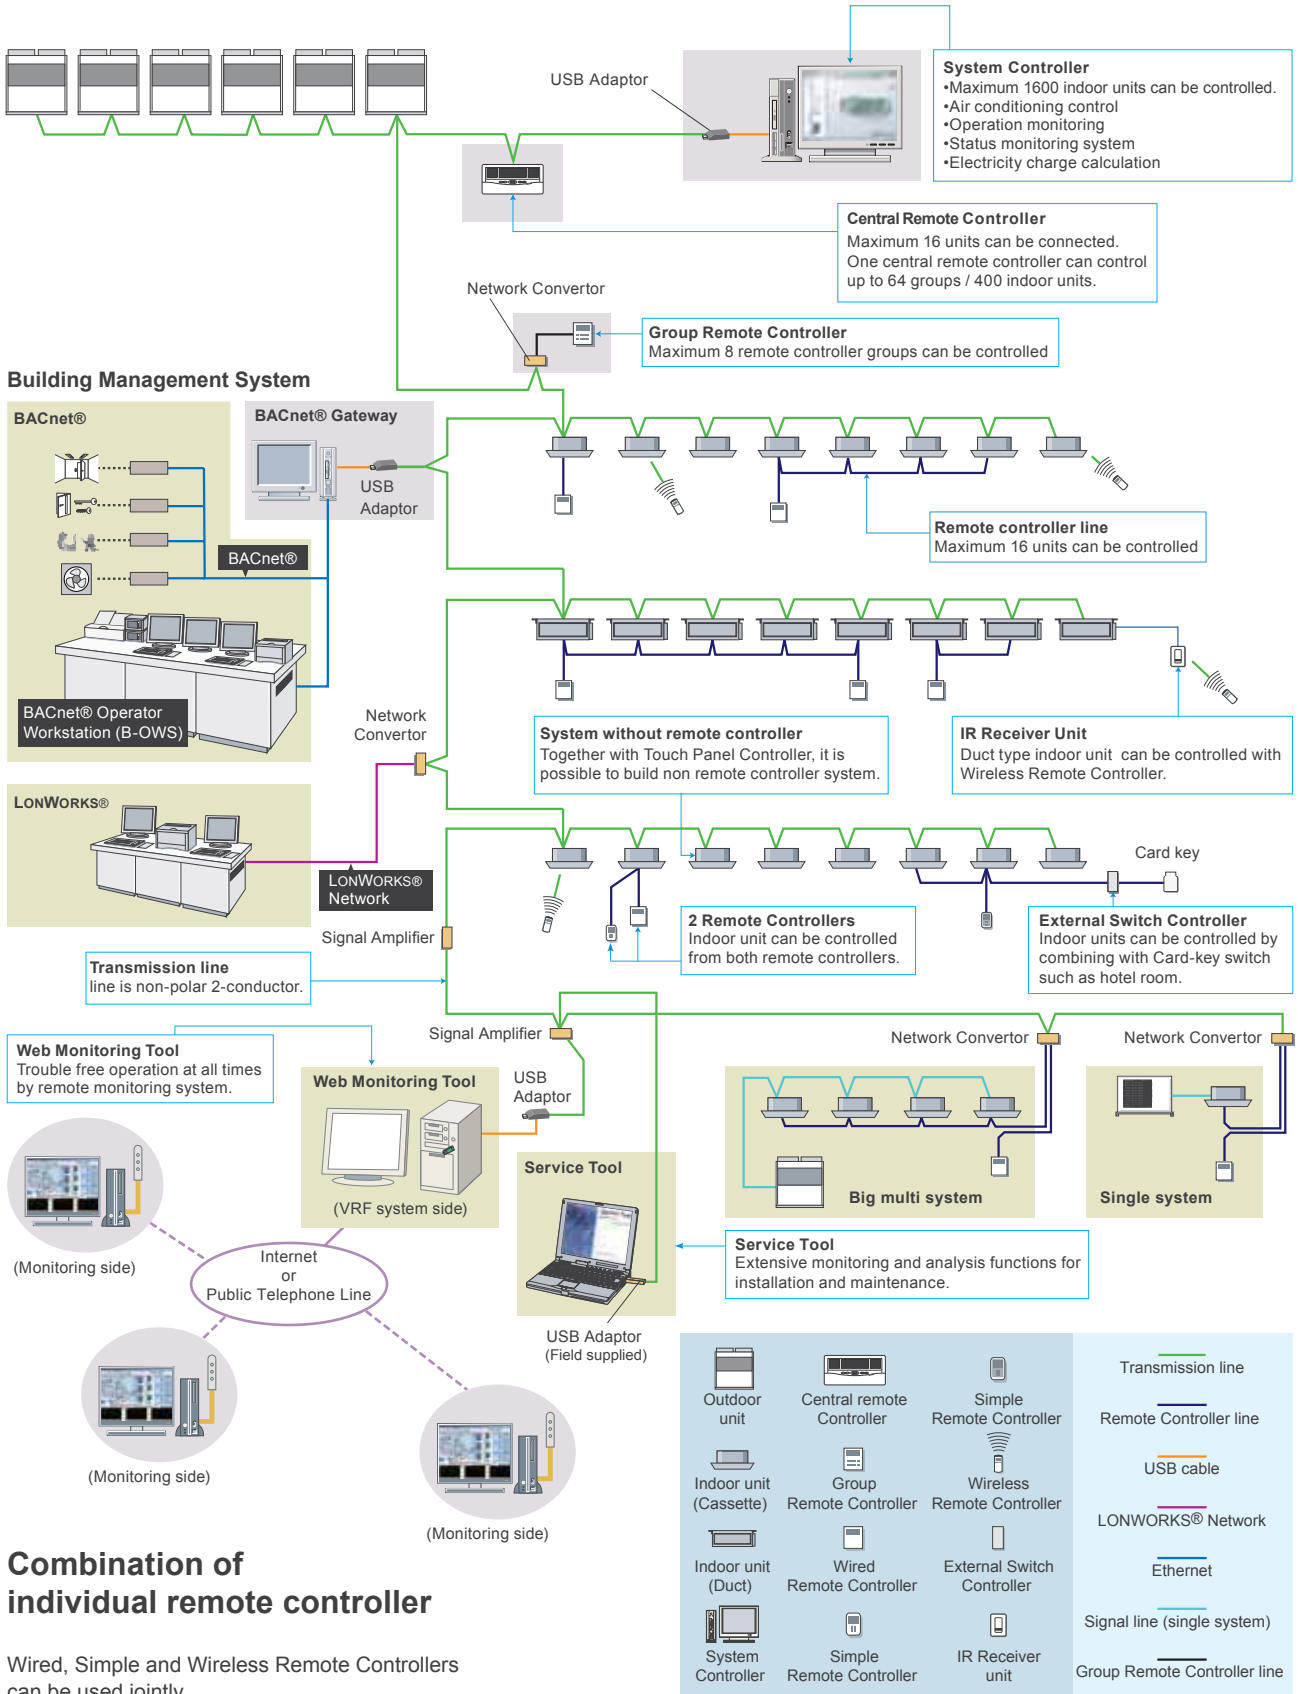 USB Adaptor
System Controller
•Maximum 1600 indoor units can be controlled.
•Air conditioning control
•Operation monitoring
•Status monitoring system
•Electricity charge calculation
Central Remote Controller
Maximum 16 units can be connected.
One central remote controller can control
up to 64 groups / 400 indoor units.
Network Convertor
Group Remote Controller
Maximum 8 remote controller groups can be controlled
Building Management System
BACnet®
BACnet® Gateway
USB
Adaptor
BACnet®
Remote controller line
Maximum 16 units can be controlled
BACnet® Operator
Workstation (B-OWS)
Network
Convertor
System without remote controller
Together with Touch Panel Controller, it is
possible to build non remote controller system.
IR Receiver Unit
Duct type indoor unit can be controlled with
Wireless Remote Controller.
LONWORKS®
LONWORKS®
Network
Card key
Signal Amplifier
2 Remote Controllers
Indoor unit can be controlled
from both remote controllers.
External Switch Controller
Indoor units can be controlled by
combining with Card-key switch
such as hotel room.
Transmission line
line is non-polar 2-conductor.
Signal Amplifier
Network Convertor
Network Convertor
Web Monitoring Tool
Trouble free operation at all times
by remote monitoring system.
Web Monitoring Tool
USB
Adaptor
(VRF system side)
Service Tool
Big multi system
Single system
(Monitoring side)
Internet
or
Public Telephone Line
Service Tool
Extensive monitoring and analysis functions for
installation and maintenance.
USB Adaptor
(Field supplied)
(Monitoring side)
(Monitoring side)
Outdoor
unit
Central remote
Controller
Simple
Remote Controller
Indoor unit
(Cassette)
Group
Remote Controller
Wireless
Remote Controller
Indoor unit
(Duct)
Wired
Remote Controller
External Switch
Controller
System
Controller
Simple
Remote Controller
IR Receiver
unit
Transmission line
Remote Controller line
USB cable
LONWORKS® Network
Ethernet
Signal line (single system)
Group Remote Controller line
Combination of
individual remote controller
Wired, Simple and Wireless Remote Controllers
can be used jointly